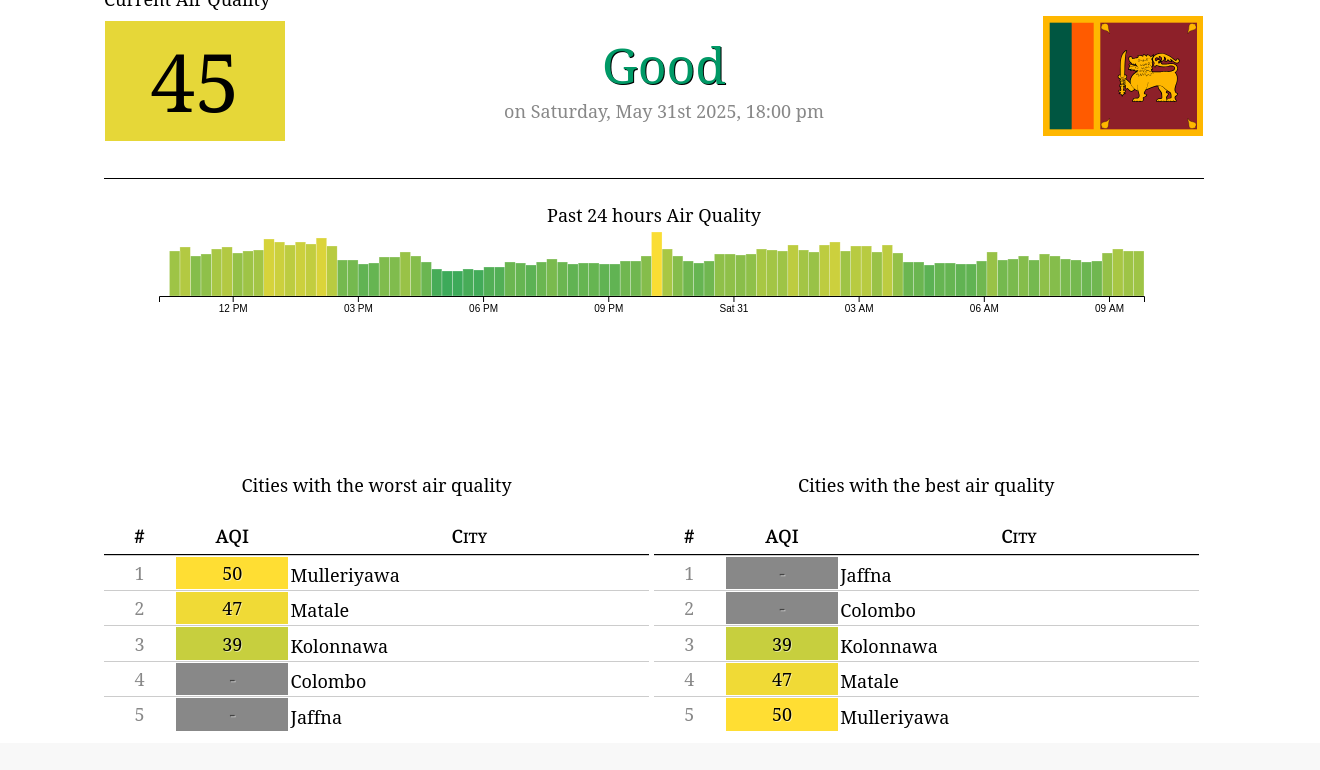 Current Air Quality
45
Good
on Saturday, May 31st 2025, 18:00 pm
Past 24 hours Air Quality
12 PM 03 PM 06 PM 09 PM Sat 31 03 AM 06 AM 09 AM
Cities with the worst air quality
# AQI City
1 50 Mulleriyawa
2 47 Matale
3 39 Kolonnawa
4 - Colombo
5 - Jaffna
Cities with the best air quality
# AQI City
1 - Jaffna
2 - Colombo
3 39 Kolonnawa
4 47 Matale
5 50 Mulleriyawa